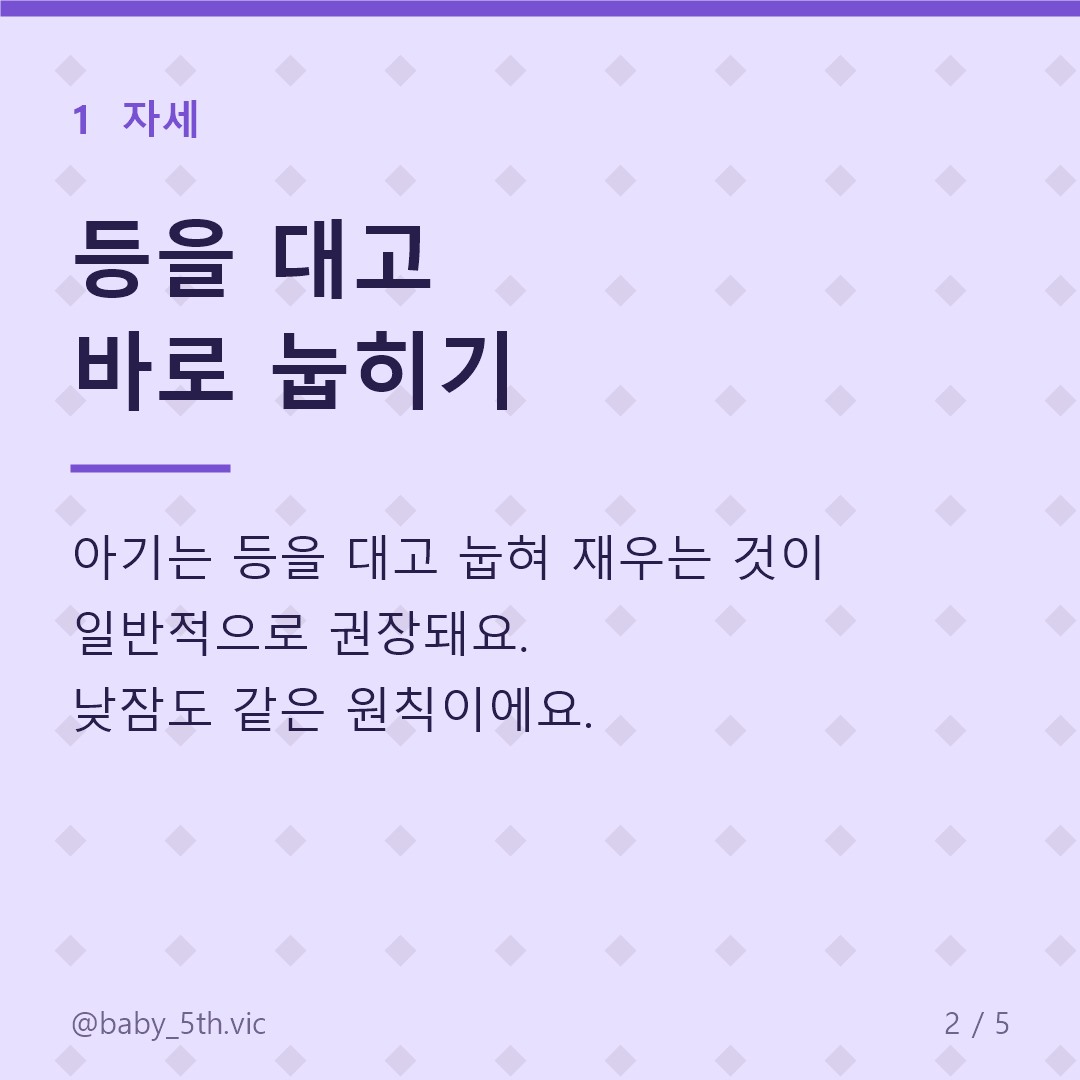 1 자세
등을 대고
바로 눕히기
아기는 등을 대고 눕혀 재우는 것이
일반적으로 권장돼요.
낮잠도 같은 원칙이에요.
@baby_5th.vic
2 / 5